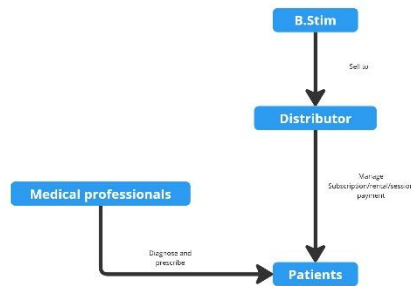 B.Stim
Sell to
Distributor
Manage
Subscription/rental/session
payment
Medical professionals
Diagnose and
prescribe
Patients